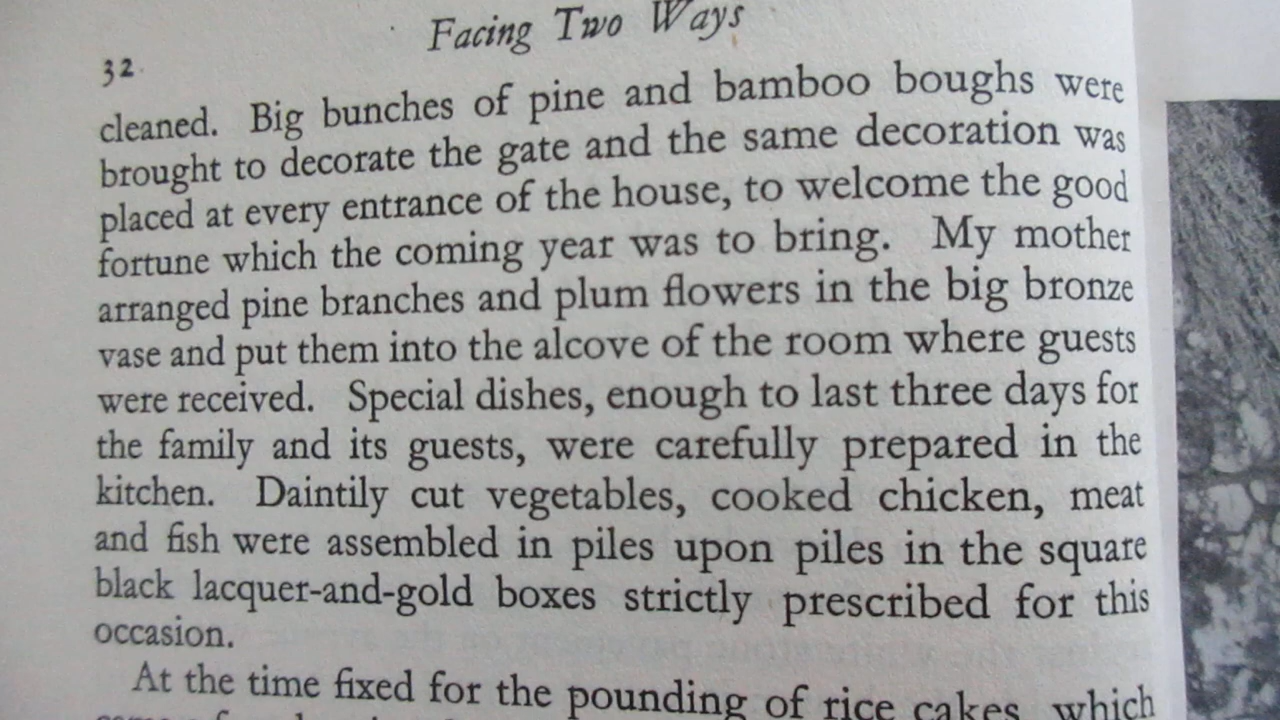 Facing Two Ways
32
cleaned. Big bunches of pine and bamboo boughs were
brought to decorate the gate and the same decoration was
placed at every entrance of the house, to welcome the good
fortune which the coming year was to bring. My mother
arranged pine branches and plum flowers in the big bronze
vase and put them into the alcove of the room where guests
were received. Special dishes, enough to last three days for
the family and its guests, were carefully prepared in the
kitchen. Daintily cut vegetables, cooked chicken, meat
and fish were assembled in piles upon piles in the square
black lacquer-and-gold boxes strictly prescribed for this
occasion.
At the time fixed for the pounding of rice cakes, which